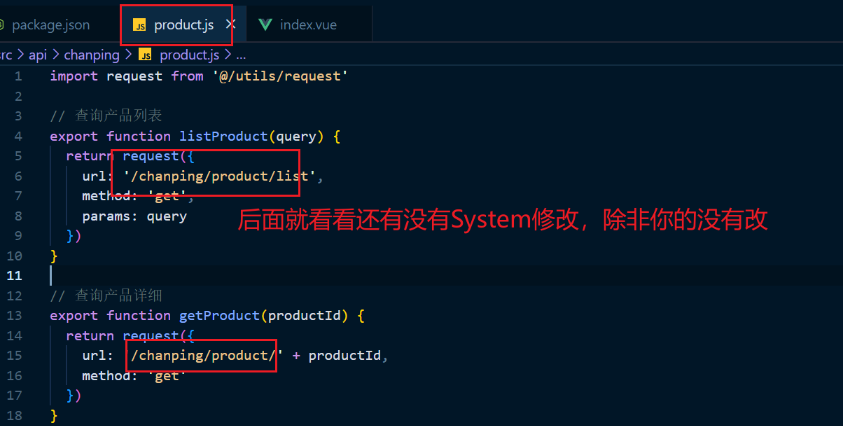 package.json
JS product.js
index.vue
src > api > chanping > JS product.js > ...
1 import request from '@/utils/request'
2
3 // 查询产品列表
4 export function listProduct(query) {
5 return request({
6 url: '/chanping/product/list',
7 method: 'get',
8 params: query
9 })
10 }
11
12 // 查询产品详细
13 export function getProduct(productId) {
14 return request({
15 url: /chanping/product/' + productId,
16 method: 'get'
17 })
18 }
后面就看看还有没有System修改，除非你的没有改